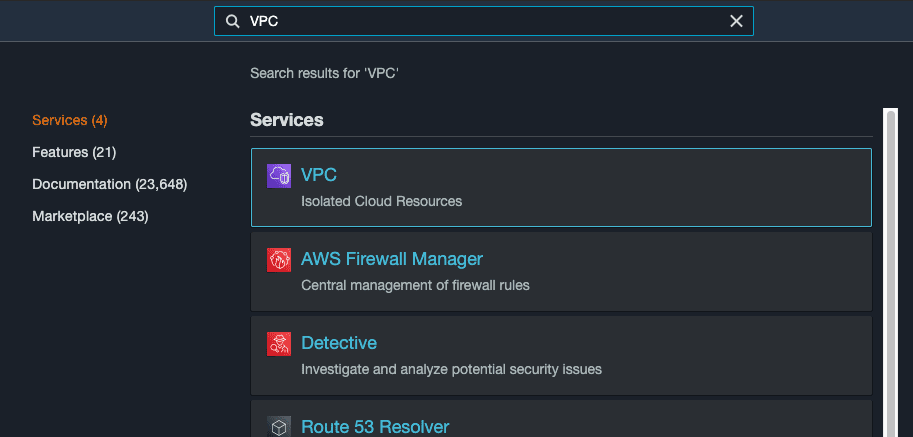 VPC
Search results for 'VPC'
Services (4)
Features (21)
Documentation (23,648)
Marketplace (243)
Services
VPC
Isolated Cloud Resources
AWS Firewall Manager
Central management of firewall rules
Detective
Investigate and analyze potential security issues
Route 53 Resolver